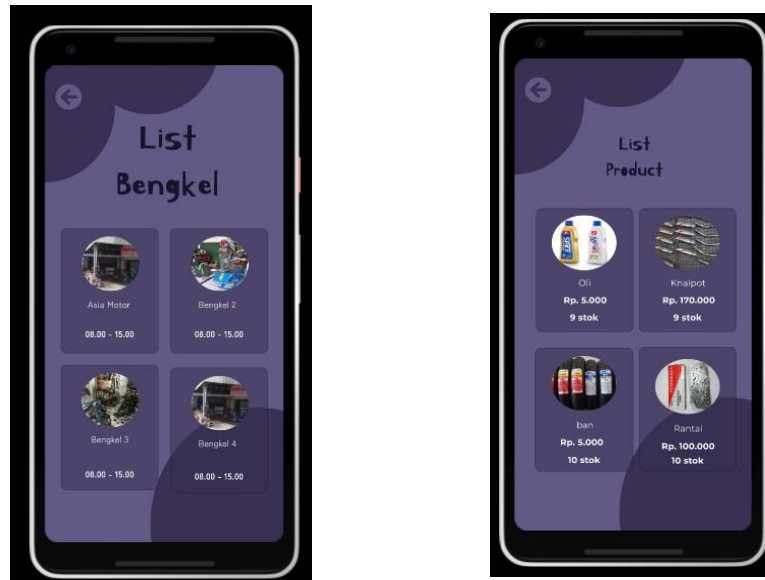 List
Bengkel
Asia Motor
08.00 - 15.00
Bengkel 2
08.00 - 15.00
Bengkel 3
08.00 - 15.00
Bengkel 4
08.00 - 15.00
List
Product
Oli
Rp. 5.000
9 stok
Knalpot
Rp. 170.000
9 stok
ban
Rp. 5.000
10 stok
Rantai
Rp. 100.000
10 stok